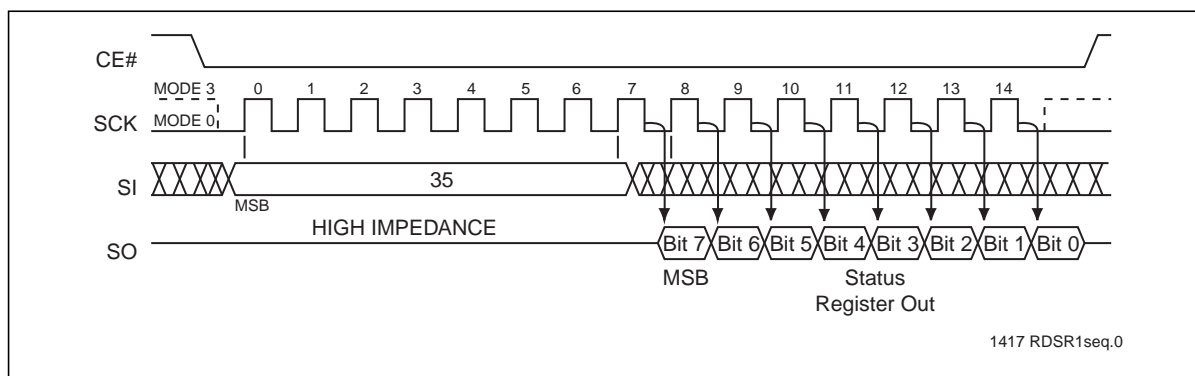 CE#
MODE 3
0 1 2 3 4 5 6 7 8 9 10 11 12 13 14
SCK
MODE 0
SI
35
MSB
HIGH IMPEDANCE
SO
Bit 7 Bit 6 Bit 5 Bit 4 Bit 3 Bit 2 Bit 1 Bit 0
MSB
Status
Register Out
1417 RDSR1seq.0